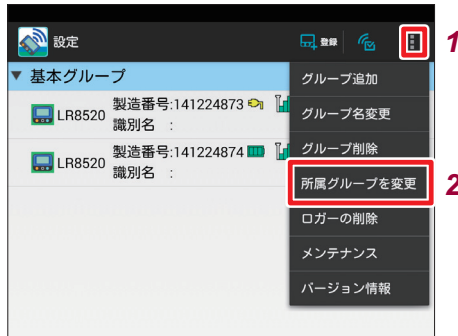 設定
登録
1
基本グループ
LR8520
製造番号:141224873
識別名 :
LR8520
製造番号:141224874
識別名 :
グループ追加
グループ名変更
グループ削除
所属グループを変更
2
ロガーの削除
メンテナンス
バージョン情報